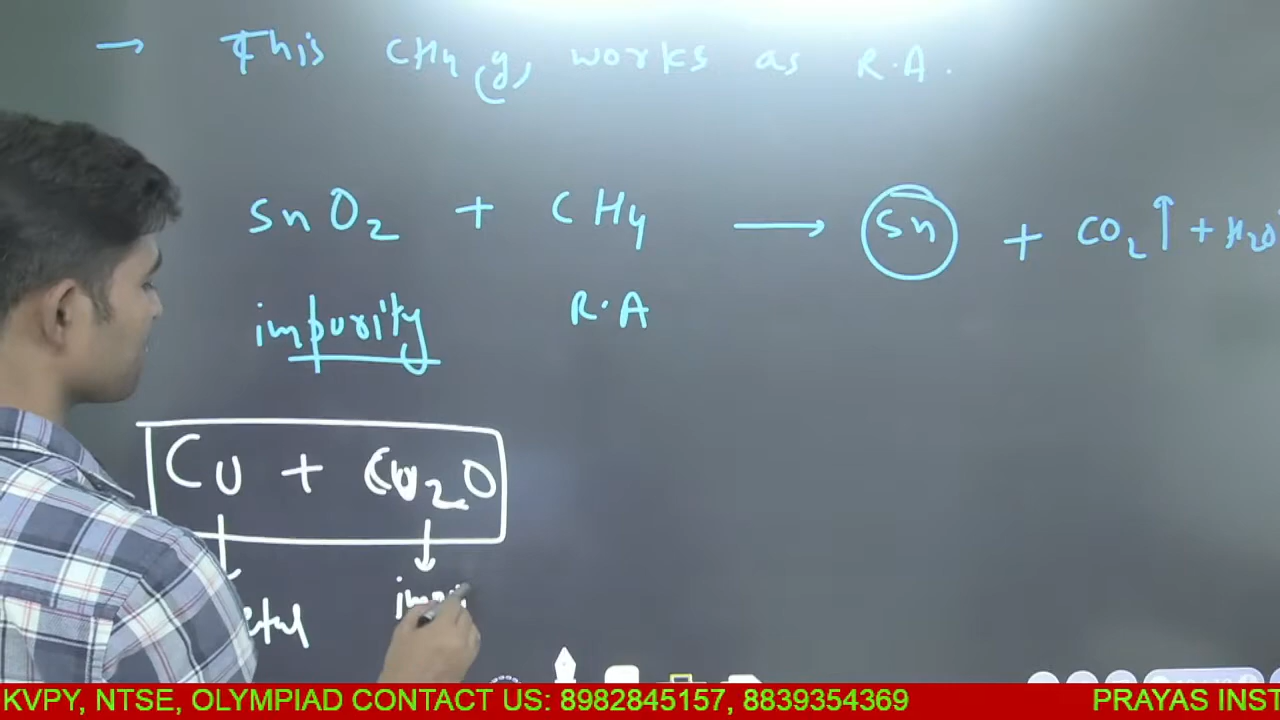 → This CH4(g) works as R.A.
SnO2 + CH4 → Sn + CO2↑ + H2O
impurity R.A
Cu + Cu2O
KVPY, NTSE, OLYMPIAD CONTACT US: 8982845157, 8839354369 PRAYAS INST